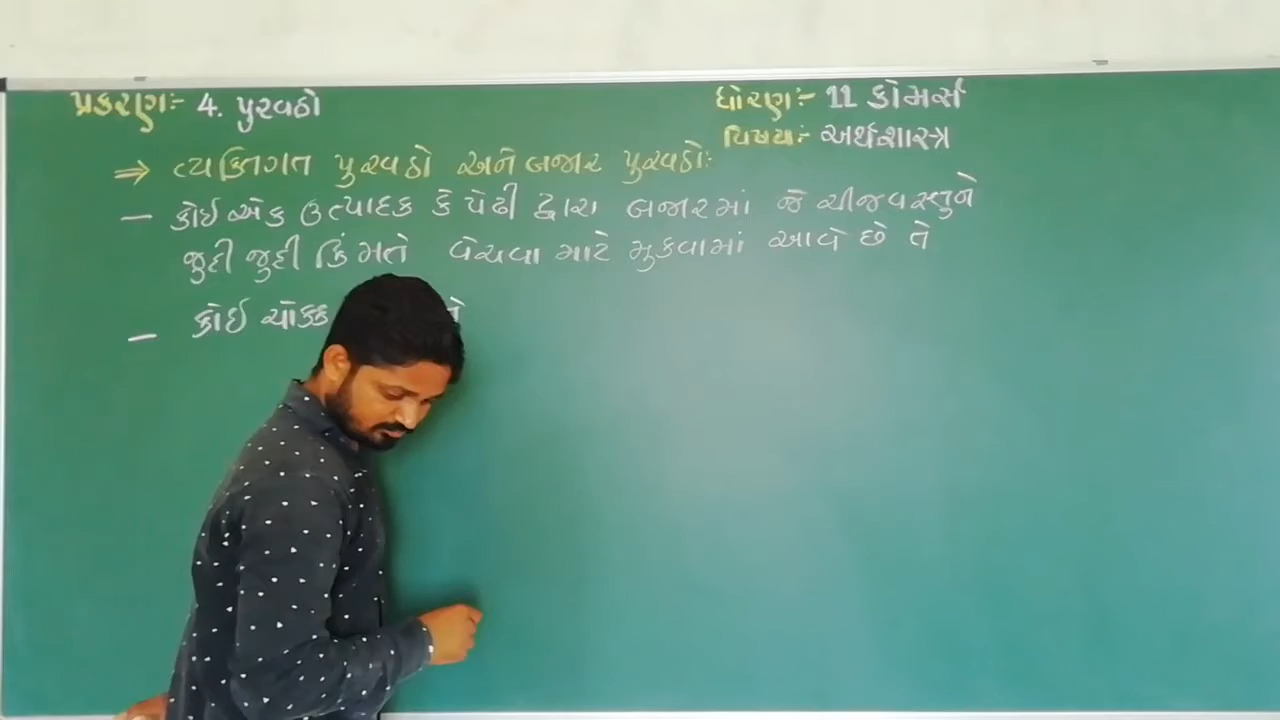 પ્રકરણ:- 4. પુરવઠો
ધોરણ:- 11 કોમર્સ
વિષય:- અર્થશાસ્ત્ર
⇒ વ્યક્તિગત પુરવઠો અને બજાર પુરવઠો:
- કોઈ એક ઉત્પાદક કે પેઢી દ્વારા બજારમાં જે ચીજવસ્તુને
જુદી જુદી કિંમતે વેચવા માટે મુકવામાં આવે છે તે
- કોઈ ચોક્ક